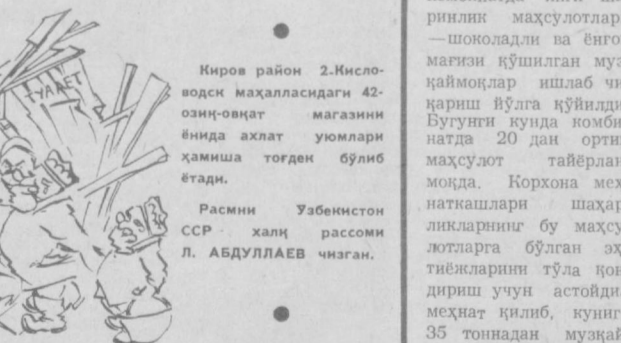 ТУАЛЕТ
Киров район 2-Кисло-
водск маҳалласидаги 42-
озиқ-овқат магазини
ёнида ахлат уюмлари
ҳамиша тоғдек бўлиб
ётади.
Расмни Ўзбекистон
ССР халқ рассоми
Л. АБДУЛЛАЕВ чизган.
ринлик маҳсулотлар
—шоколадли ва ёнғо
мағизи қўшилган муз
қаймоқлар ишлаб чи
қариш йўлга қўйилди
Бугунги кунда комби
натда 20 дан орти
маҳсулот тайёрлан
моқда. Корхона меҳ
наткашлари шаҳар
ликларнинг бу маҳсу
лотларга бўлган эҳ
тиёжларини тўла қон
дириш учун астойди
меҳнат қилиб, куниг
35 тоннадан музқай